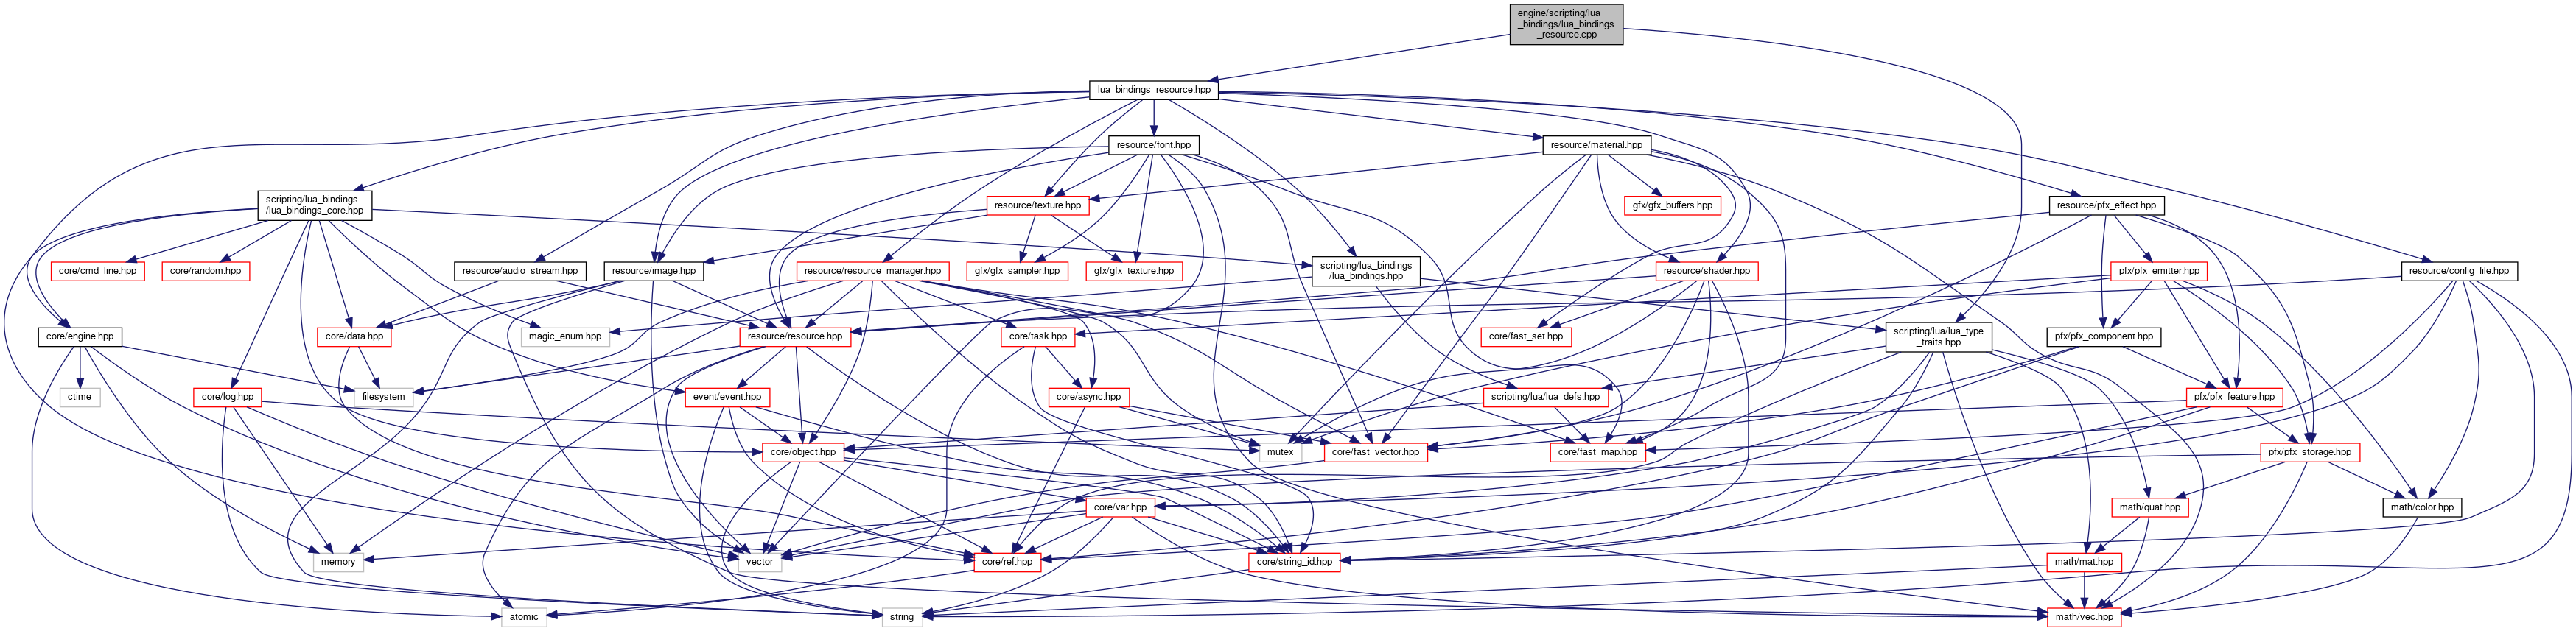 engine/scripting/lua
_bindings/lua_bindings
_resource.cpp
lua_bindings_resource.hpp
resource/font.hpp
resource/material.hpp
scripting/lua_bindings
/lua_bindings_core.hpp
resource/texture.hpp
gfx/gfx_buffers.hpp
resource/pfx_effect.hpp
core/cmd_line.hpp
core/random.hpp
resource/audio_stream.hpp
resource/image.hpp
resource/resource_manager.hpp
gfx/gfx_sampler.hpp
gfx/gfx_texture.hpp
scripting/lua_bindings
/lua_bindings.hpp
resource/shader.hpp
pfx/pfx_emitter.hpp
resource/config_file.hpp
core/engine.hpp
core/data.hpp
magic_enum.hpp
resource/resource.hpp
core/task.hpp
core/fast_set.hpp
scripting/lua/lua_type
_traits.hpp
pfx/pfx_component.hpp
ctime
core/log.hpp
filesystem
event/event.hpp
core/async.hpp
scripting/lua/lua_defs.hpp
pfx/pfx_feature.hpp
core/object.hpp
mutex
core/fast_vector.hpp
core/fast_map.hpp
pfx/pfx_storage.hpp
core/var.hpp
math/quat.hpp
math/color.hpp
memory
vector
core/ref.hpp
core/string_id.hpp
math/mat.hpp
atomic
string
math/vec.hpp